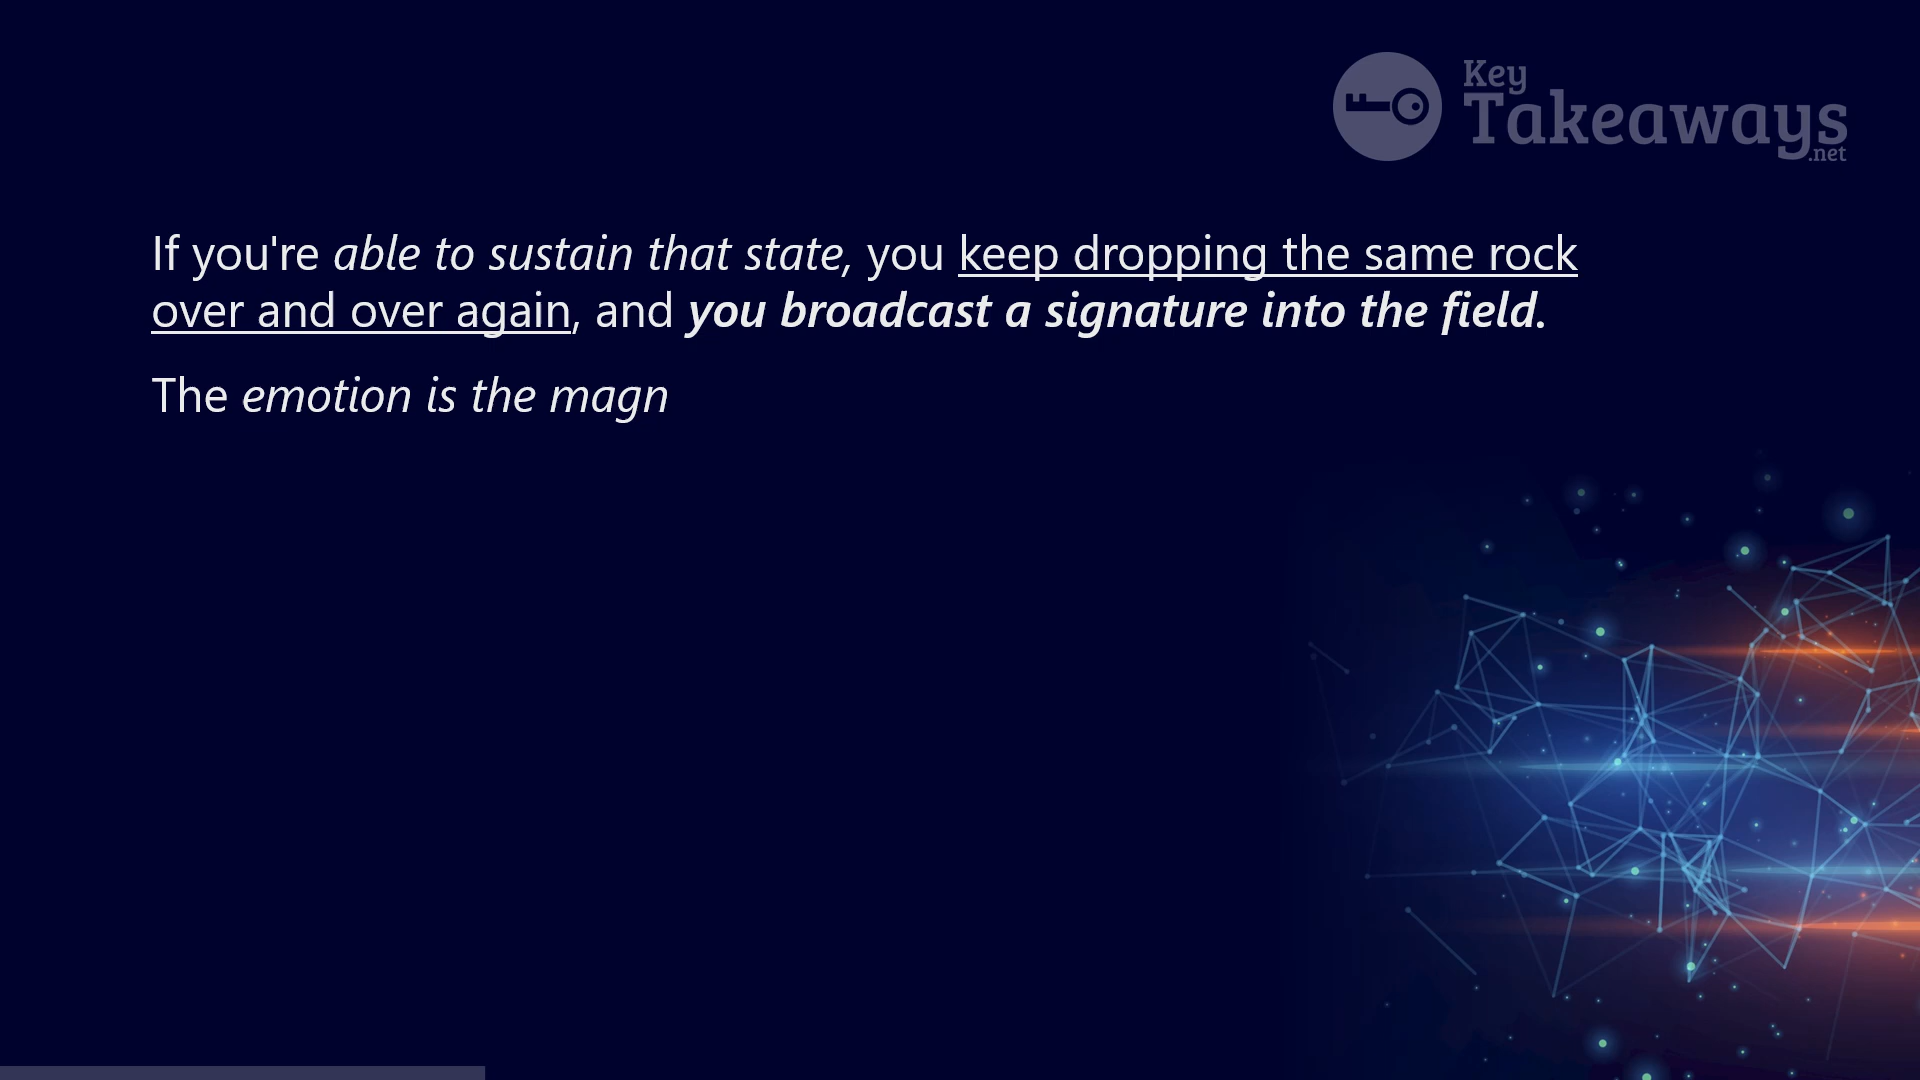 Key
Takeaways
.net
If you're able to sustain that state, you keep dropping the same rock
over and over again, and you broadcast a signature into the field.
The emotion is the magn